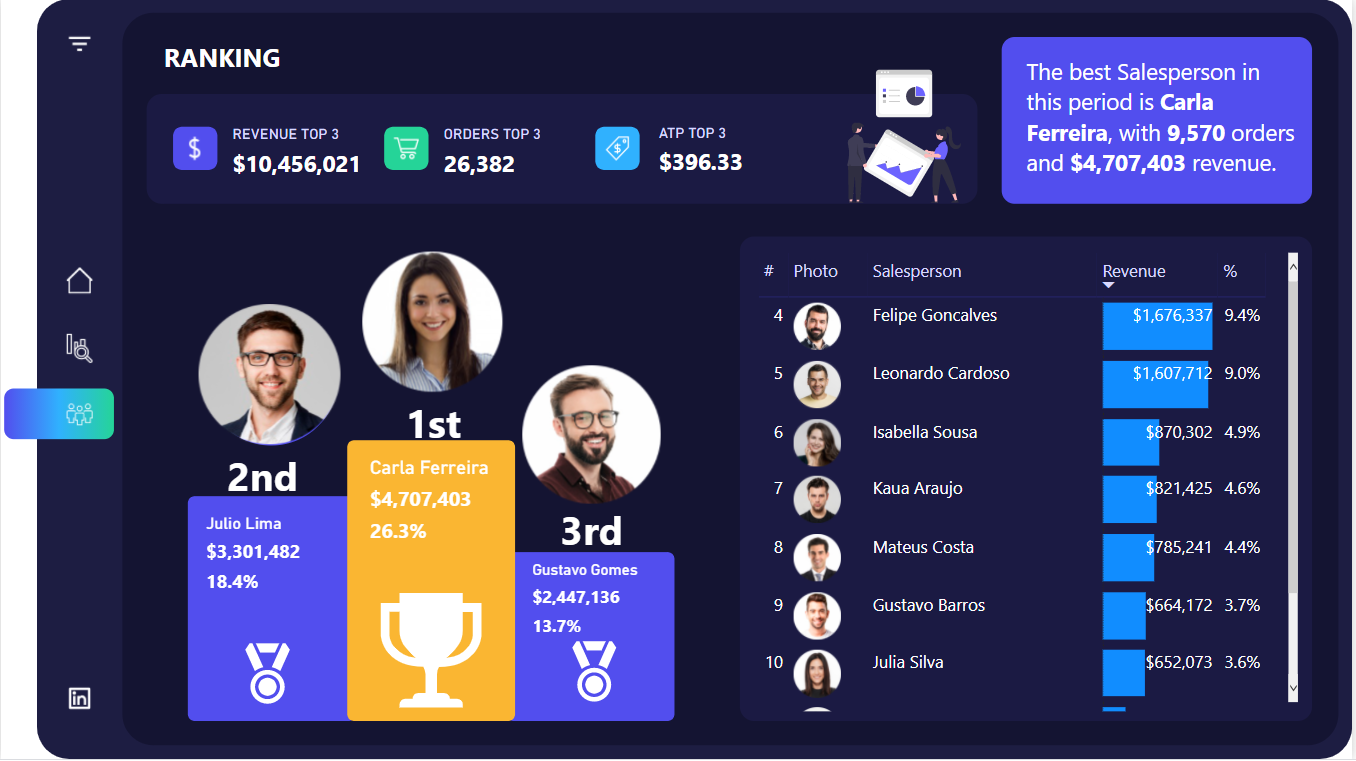 RANKING
REVENUE TOP 3
$10,456,021
ORDERS TOP 3
26,382
ATP TOP 3
$396.33
$
$
The best Salesperson in
this period is Carla
Ferreira, with 9,570 orders
and $4,707,403 revenue.
1st
Carla Ferreira
$4,707,403
26.3%
2nd
Julio Lima
$3,301,482
18.4%
3rd
Gustavo Gomes
$2,447,136
13.7%
# Photo Salesperson Revenue %
4 Felipe Goncalves $1,676,337 9.4%
5 Leonardo Cardoso $1,607,712 9.0%
6 Isabella Sousa $870,302 4.9%
7 Kaua Araujo $821,425 4.6%
8 Mateus Costa $785,241 4.4%
9 Gustavo Barros $664,172 3.7%
10 Julia Silva $652,073 3.6%
in